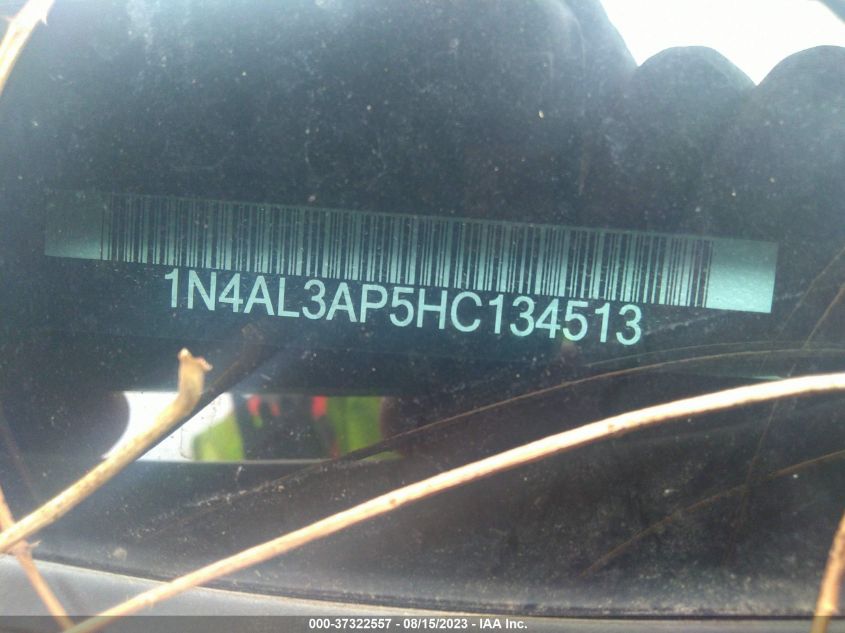 1N4AL3AP5HC134513
000-37322557 - 08/15/2023 - IAA Inc.